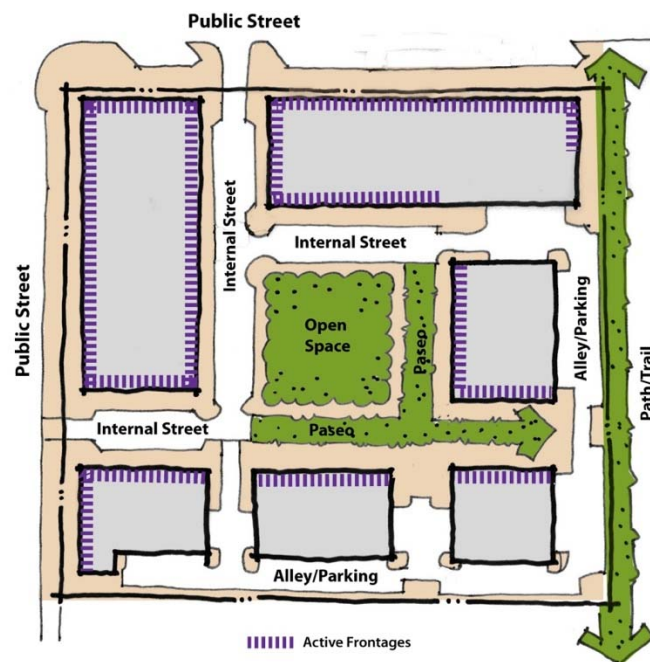 Public Street
Internal Street
Internal Street
Public Street
Open
Space
Paseo
Alley/Parking
Path/Trail
Internal Street
Paseo
Alley/Parking
Active Frontages